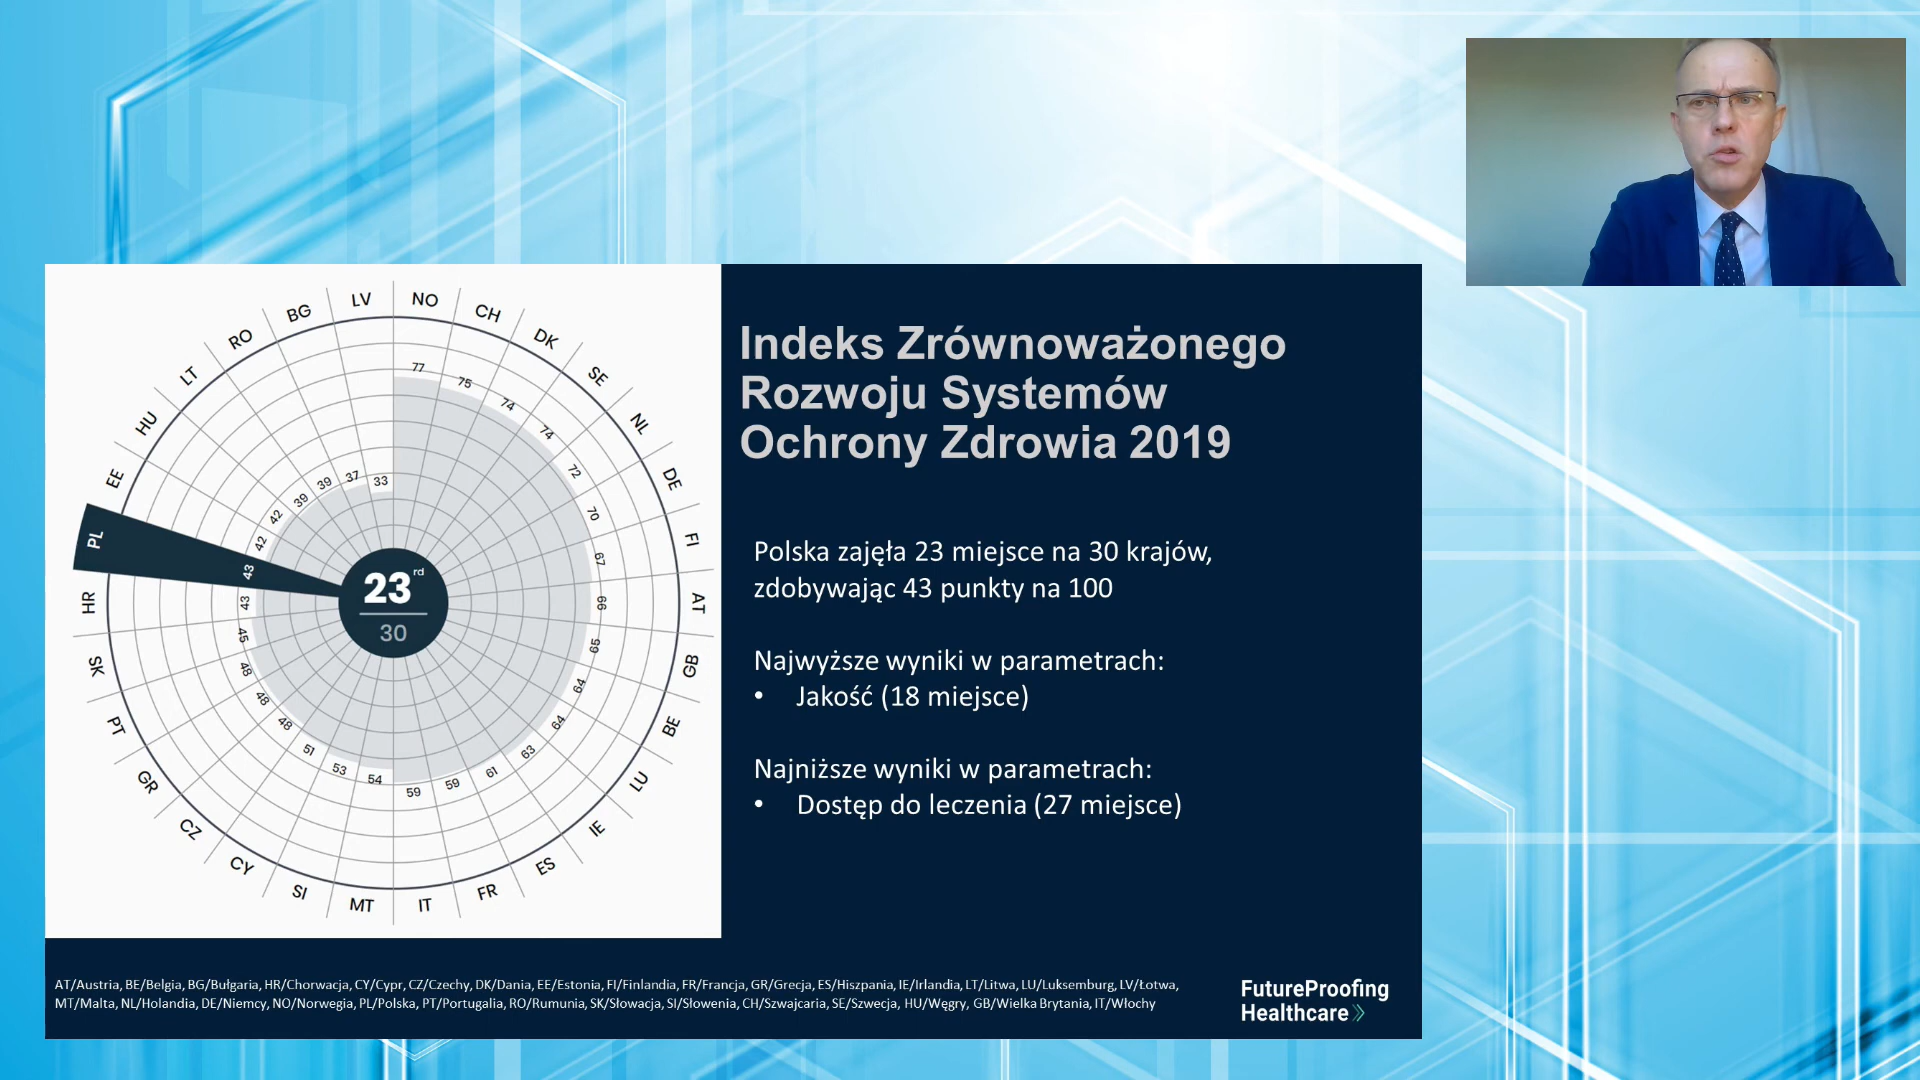 NO
CH
DK
SE
NL
DE
FI
AT
GB
BE
LU
IE
ES
FR
IT
MT
SI
CY
CZ
GR
PT
SK
HR
PL
EE
HU
LT
RO
BG
LV
77
75
74
74
72
70
67
66
65
64
64
63
61
59
59
54
53
51
48
48
48
45
43
43
42
42
39
39
37
33
23rd
30
Indeks Zrównoważonego
Rozwoju Systemów
Ochrony Zdrowia 2019
Polska zajęła 23 miejsce na 30 krajów,
zdobywając 43 punkty na 100
Najwyższe wyniki w parametrach:
• Jakość (18 miejsce)
Najniższe wyniki w parametrach:
• Dostęp do leczenia (27 miejsce)
AT/Austria, BE/Belgia, BG/Bułgaria, HR/Chorwacja, CY/Cypr, CZ/Czechy, DK/Dania, EE/Estonia, FI/Finlandia, FR/Francja, GR/Grecja, ES/Hiszpania, IE/Irlandia, LT/Litwa, LU/Luksemburg, LV/Łotwa,
MT/Malta, NL/Holandia, DE/Niemcy, NO/Norwegia, PL/Polska, PT/Portugalia, RO/Rumunia, SK/Słowacja, SI/Słowenia, CH/Szwajcaria, SE/Szwecja, HU/Węgry, GB/Wielka Brytania, IT/Włochy
FutureProofing
Healthcare